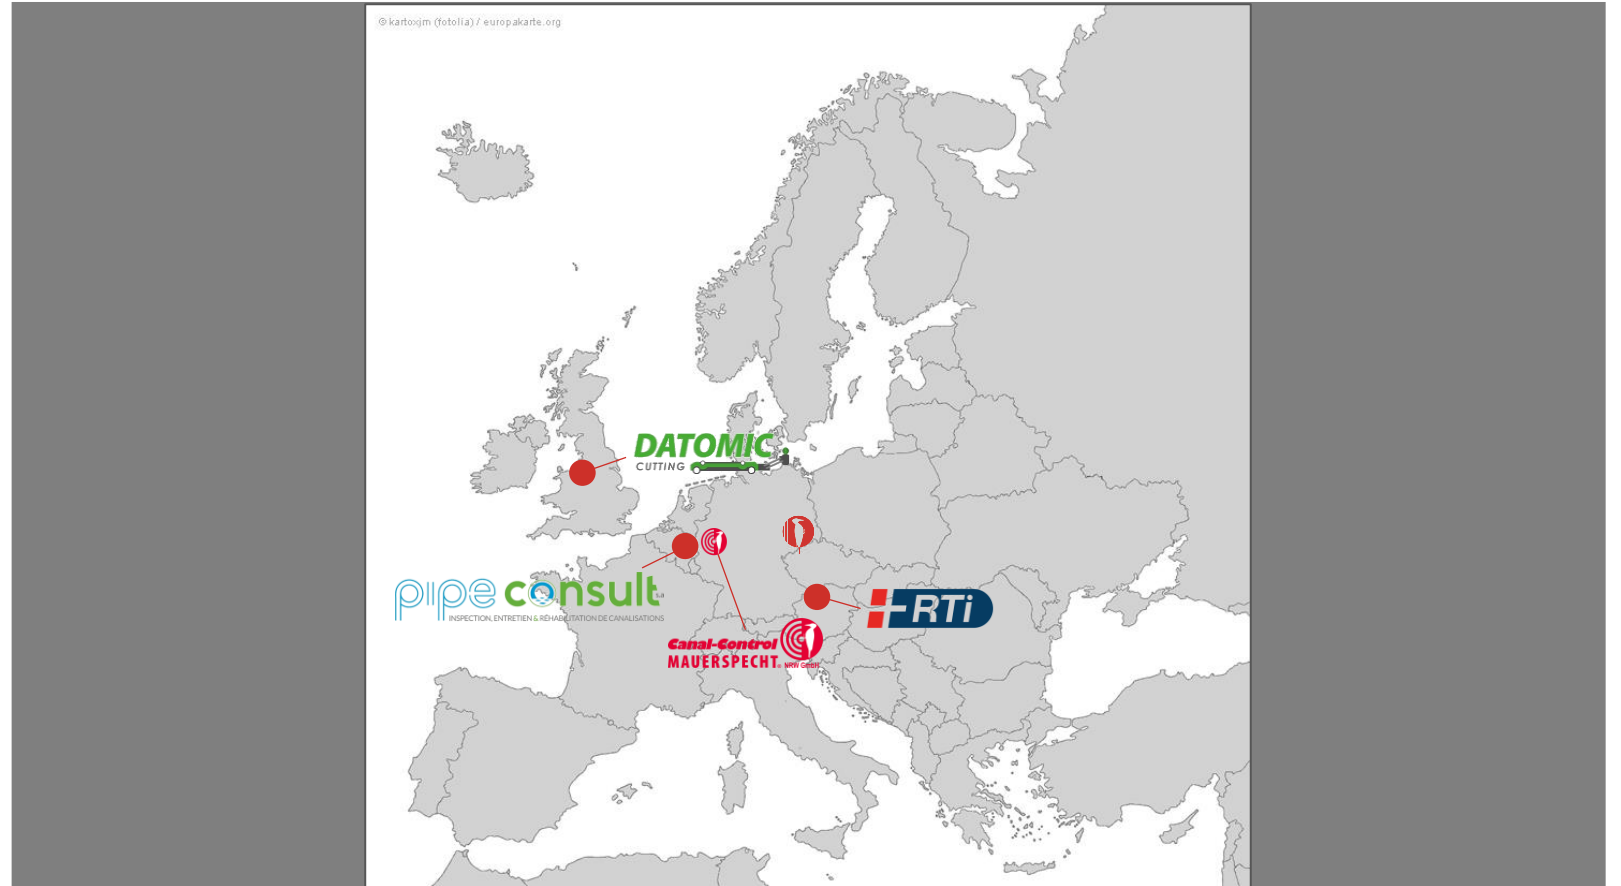 © kartoxjm (fotolia) / europakarte.org
DATOMIC
CUTTING
pipe consult sa
INSPECTION, ENTRETIEN & RÉHABILITATION DE CANALISATIONS
RTi
Canal-Control
MAUERSPECHT® NRW GmbH